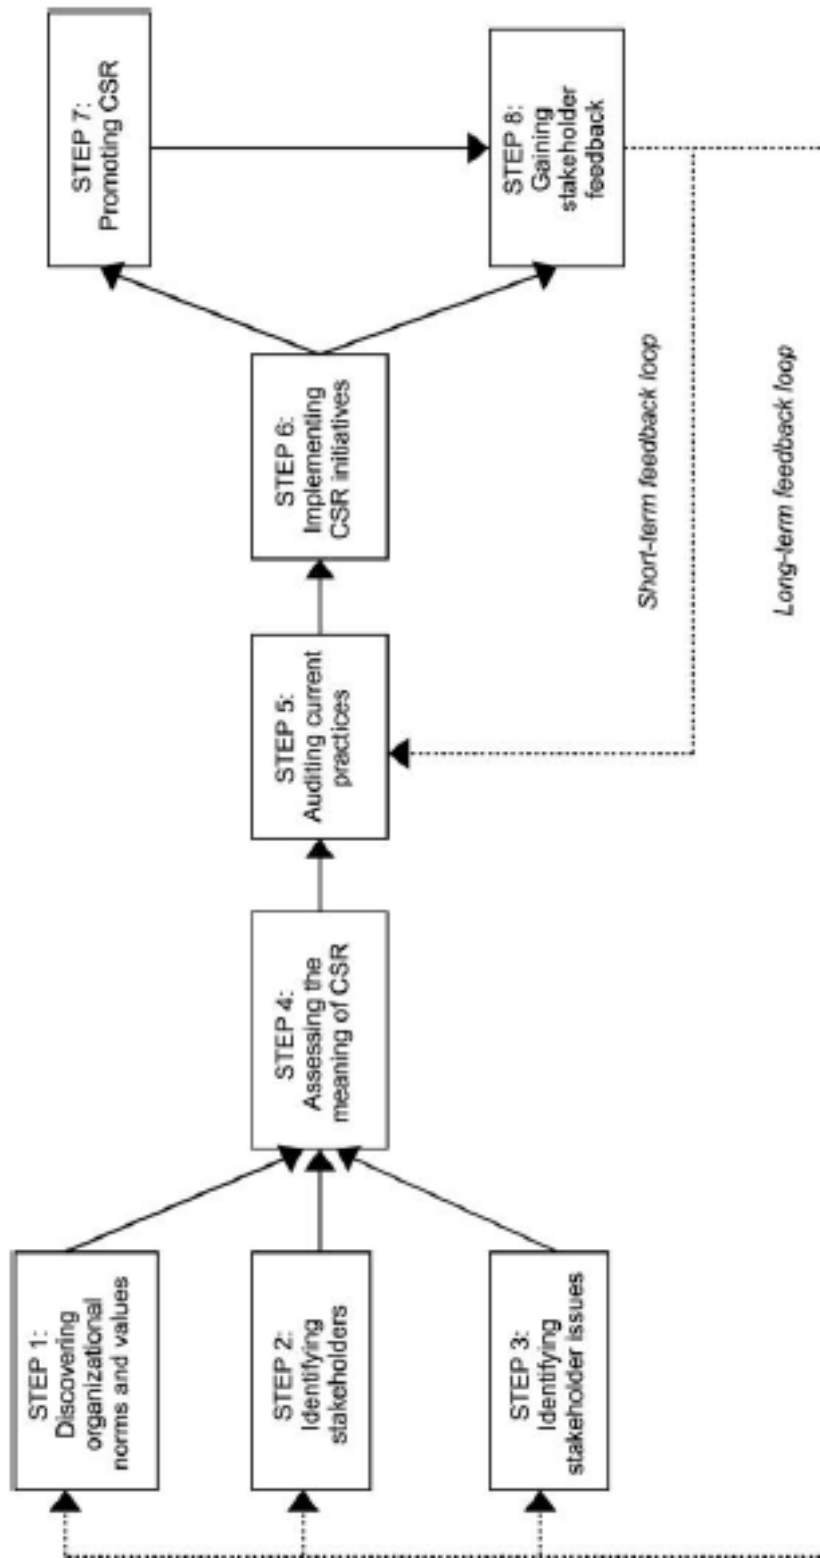 STEP 1:
Discovering
organizational
norms and values
STEP 2:
Identifying
stakeholders
STEP 3:
Identifying
stakeholder issues
STEP 4:
Assessing the
meaning of CSR
STEP 5:
Auditing current
practices
STEP 6:
Implementing
CSR initiatives
STEP 7:
Promoting CSR
STEP 8:
Gaining
stakeholder
feedback
Short-term feedback loop
Long-term feedback loop